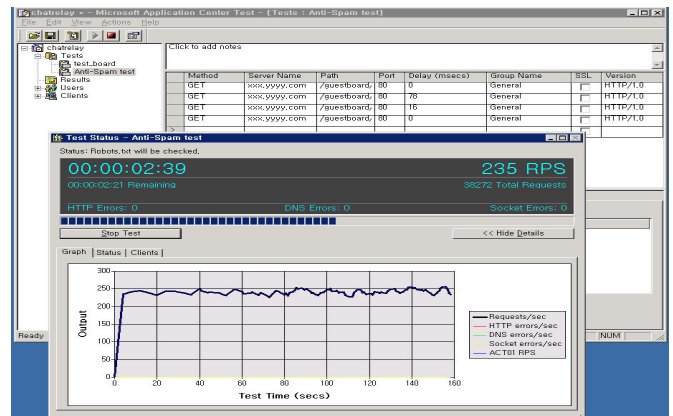 chatrelay * - Microsoft Application Center Test - [Tests : Anti-Spam test]
File Edit View Actions Help
chatrelay
Tests
test_board
Anti-Spam test
Results
Users
Clients
Click to add notes
Method Server Name Path Port Delay (msecs) Group Name SSL Version
GET xxx.yyyy.com /guestboard, 80 0 General HTTP/1.0
GET xxx.yyyy.com /guestboard, 80 78 General HTTP/1.0
GET xxx.yyyy.com /guestboard, 80 16 General HTTP/1.0
GET xxx.yyyy.com /guestboard, 80 0 General HTTP/1.0
>
Test Status - Anti-Spam test
Status: Robots.txt will be checked.
00:00:02:39 235 RPS
00:00:02:21 Remaining 38272 Total Requests
HTTP Errors: 0 DNS Errors: 0 Socket Errors: 0
Stop Test << Hide Details
Graph Status Clients
300
250
200
150
100
50
0
Output
0 20 40 60 80 100 120 140 160
Test Time (secs)
Requests/sec
HTTP errors/sec
DNS errors/sec
Socket errors/sec
ACT01 RPS
Ready NUM